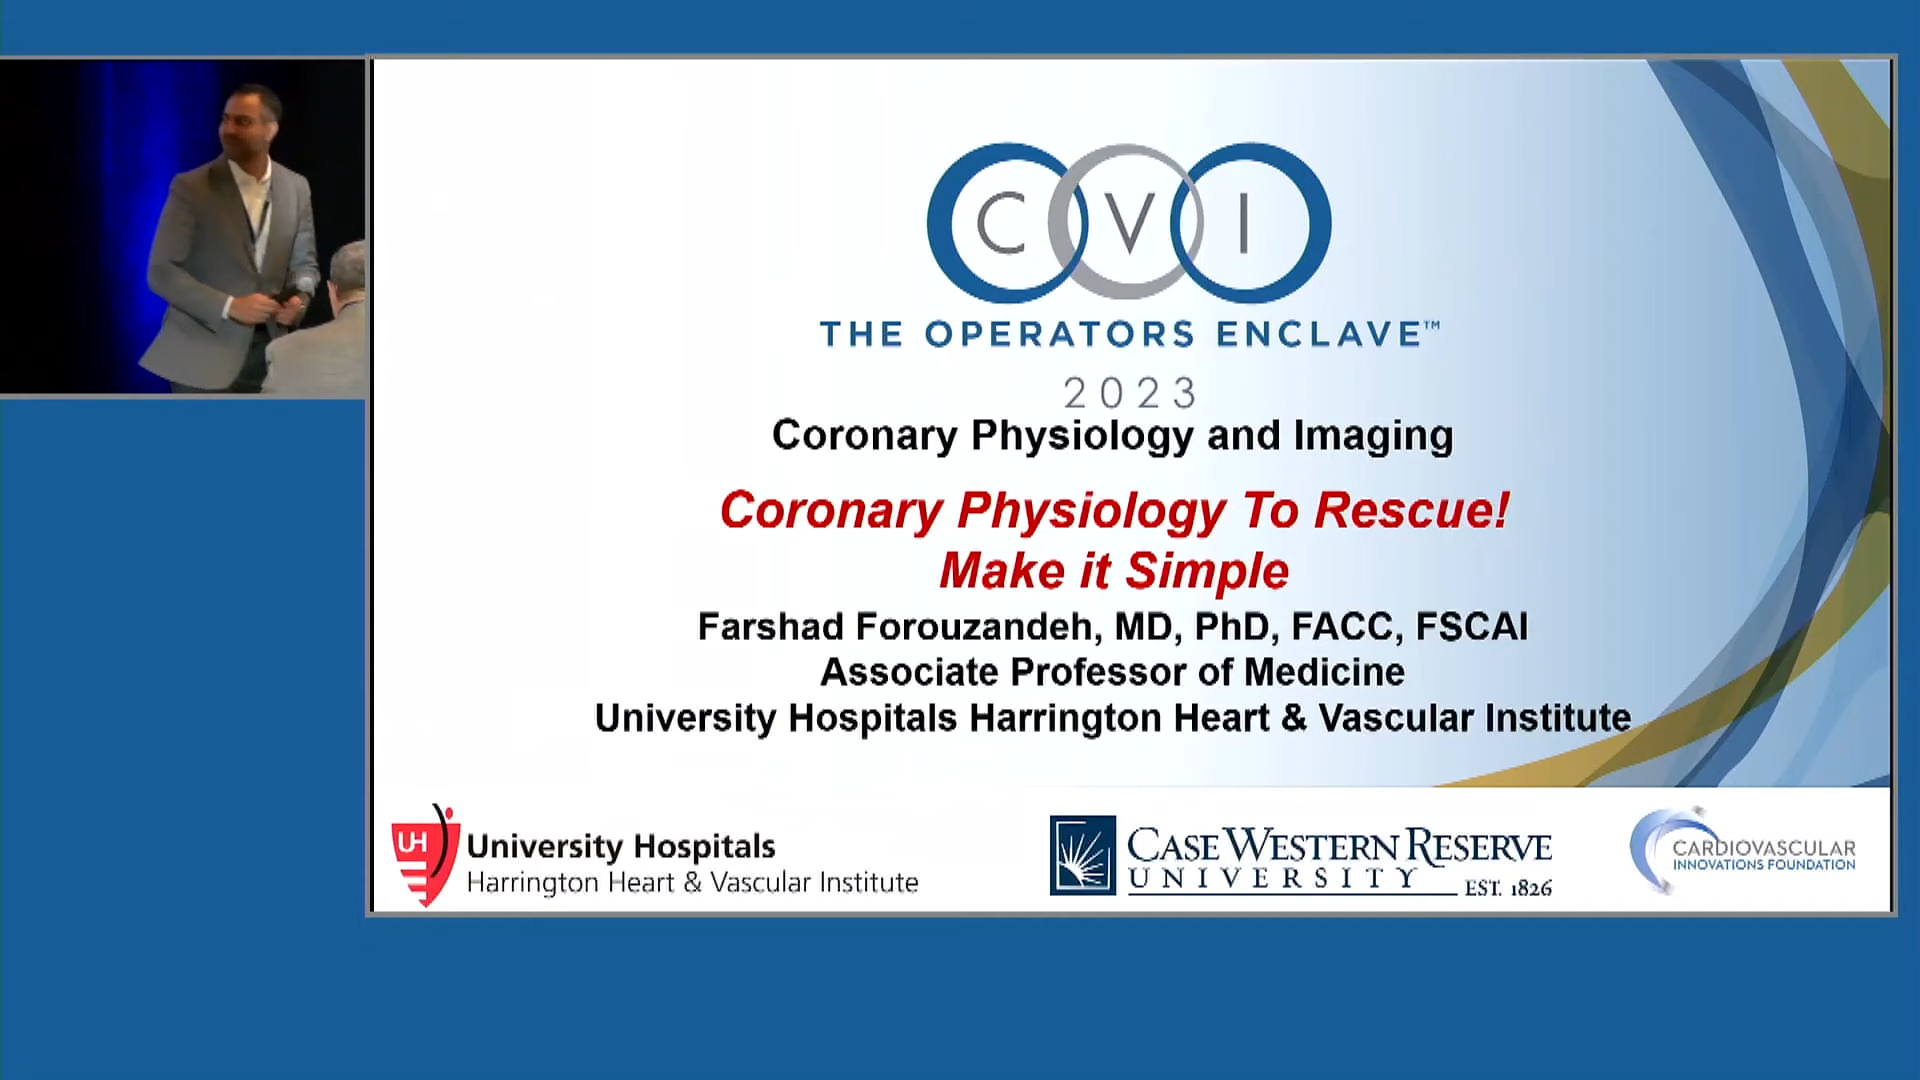 C V I
THE OPERATORS ENCLAVE™
2023
Coronary Physiology and Imaging
Coronary Physiology To Rescue!
Make it Simple
Farshad Forouzandeh, MD, PhD, FACC, FSCAI
Associate Professor of Medicine
University Hospitals Harrington Heart & Vascular Institute
UH
University Hospitals
Harrington Heart & Vascular Institute
CASE WESTERN RESERVE
UNIVERSITY
EST. 1826
CARDIOVASCULAR
INNOVATIONS FOUNDATION